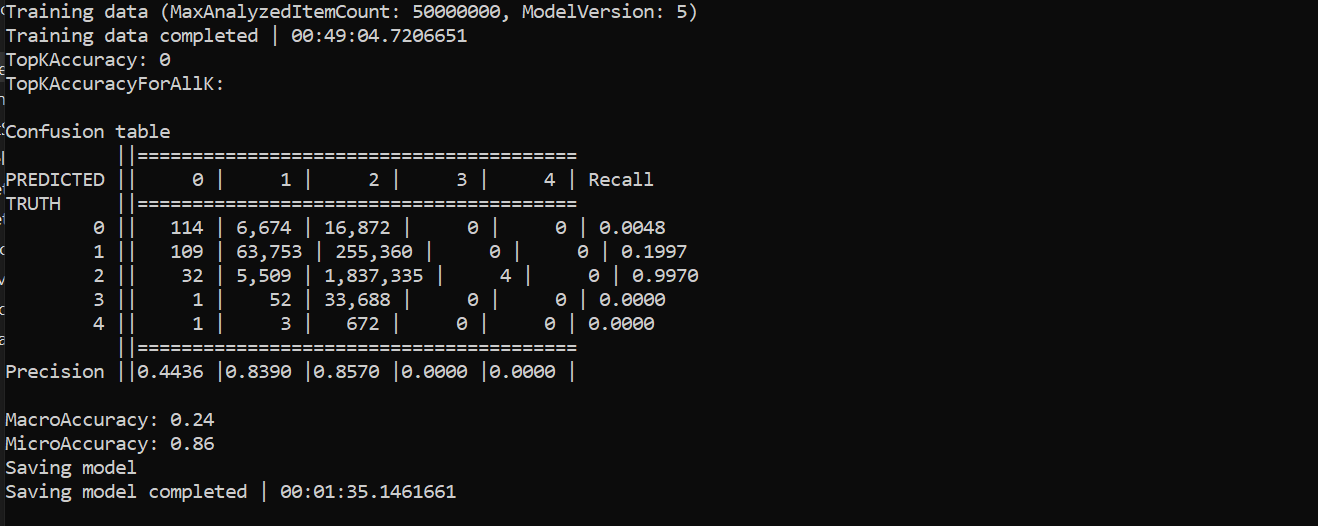 Training data (MaxAnalyzedItemCount: 50000000, ModelVersion: 5)
Training data completed | 00:49:04.7206651
TopKAccuracy: 0
TopKAccuracyForAllK:

Confusion table
          ||========================================
PREDICTED ||     0 |     1 |     2 |     3 |     4 | Recall
TRUTH     ||========================================
        0 ||   114 | 6,674 | 16,872 |     0 |     0 | 0.0048
        1 ||   109 | 63,753 | 255,360 |     0 |     0 | 0.1997
        2 ||    32 | 5,509 | 1,837,335 |     4 |     0 | 0.9970
        3 ||     1 |    52 | 33,688 |     0 |     0 | 0.0000
        4 ||     1 |     3 |   672 |     0 |     0 | 0.0000
          ||========================================
Precision ||0.4436 |0.8390 |0.8570 |0.0000 |0.0000 |

MacroAccuracy: 0.24
MicroAccuracy: 0.86
Saving model
Saving model completed | 00:01:35.1461661